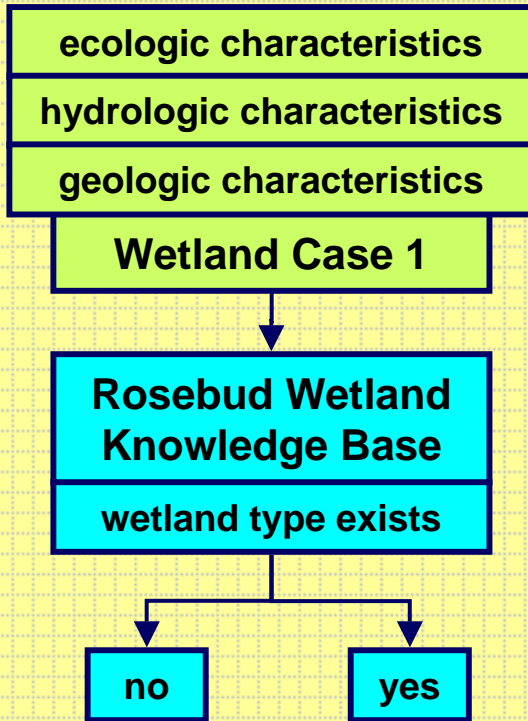 ecologic characteristics
hydrologic characteristics
geologic characteristics
Wetland Case 1
Rosebud Wetland
Knowledge Base
wetland type exists
no
yes